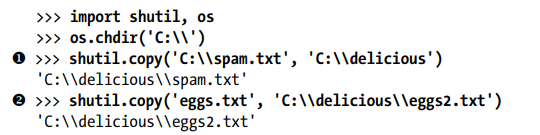 >>> import shutil, os
>>> os.chdir('C:\\')
❶ >>> shutil.copy('C:\\spam.txt', 'C:\\delicious')
'C:\\delicious\\spam.txt'
❷ >>> shutil.copy('eggs.txt', 'C:\\delicious\\eggs2.txt')
'C:\\delicious\\eggs2.txt'